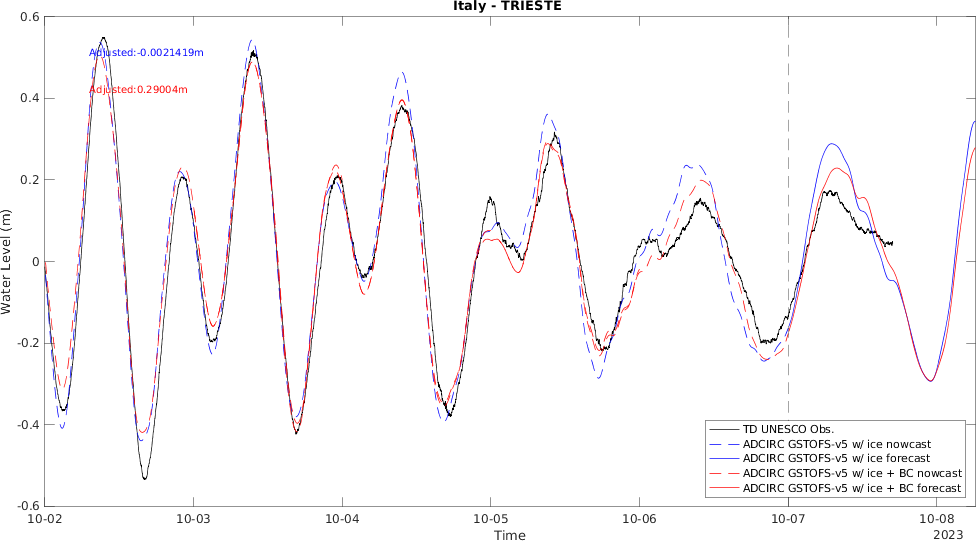 Italy - TRIESTE
0.6
Adjusted:-0.0021419m
Adjusted:0.29004m
0.4
0.2
0
-0.2
-0.4
-0.6
Water Level (m)
TD UNESCO Obs.
ADCIRC GSTOFS-v5 w/ ice nowcast
ADCIRC GSTOFS-v5 w/ ice forecast
ADCIRC GSTOFS-v5 w/ ice + BC nowcast
ADCIRC GSTOFS-v5 w/ ice + BC forecast
10-02 10-03 10-04 10-05 10-06 10-07 10-08
Time
2023